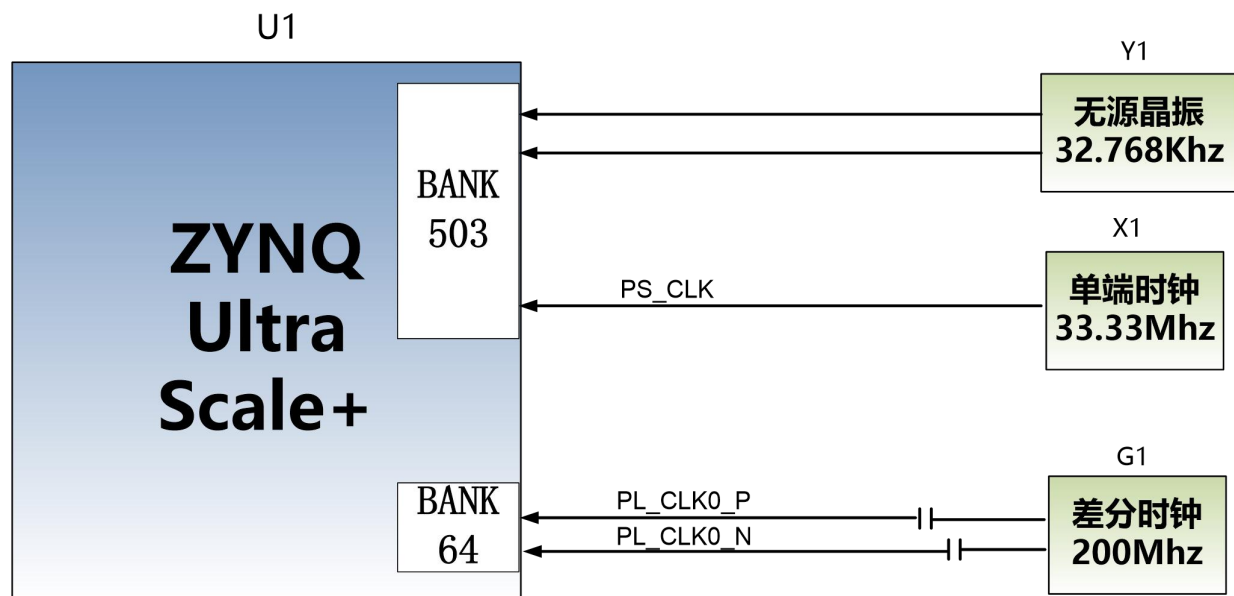 U1
ZYNQ
Ultra
Scale+
BANK
503
BANK
64
Y1
无源晶振
32.768Khz
X1
PS_CLK
单端时钟
33.33Mhz
G1
PL_CLK0_P
PL_CLK0_N
差分时钟
200Mhz